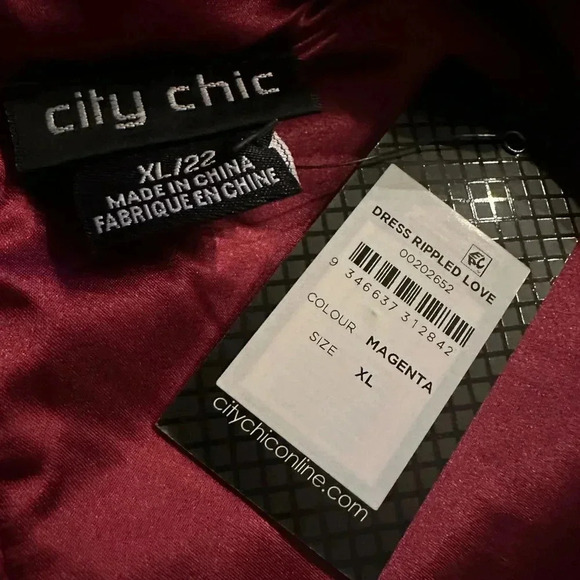 city chic
XL/22
MADE IN CHINA
FABRIQUE EN CHINE
DRESS RIPPLED LOVE
00202652
9 346637 312842
COLOUR MAGENTA
SIZE XL
citychiconline.com